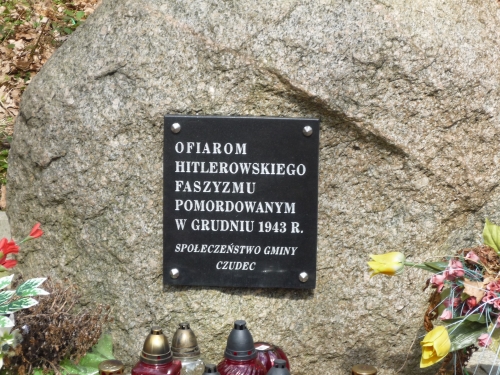 OFIAROM
HITLEROWSKIEGO
FASZYZMU
POMORDOWANYM
W GRUDNIU 1943 R.
SPOŁECZEŃSTWO GMINY
CZUDEC